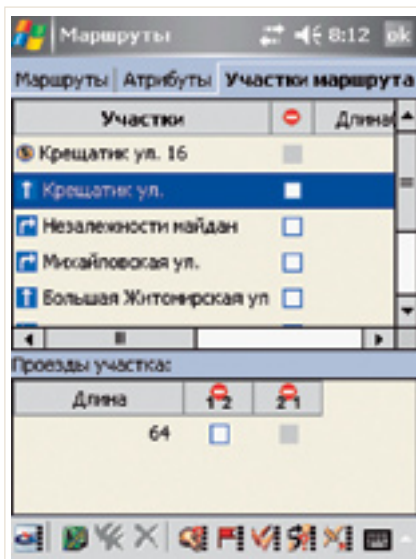 Маршруты 8:12 ok
Маршруты Атрибуты Участки маршрута
Участки Длина(
Крещатик ул. 16
Крещатик ул.
Незалежности майдан
Михайловская ул.
Большая Житомирская ул
Проезды участка:
Длина 1 2 2 1
64